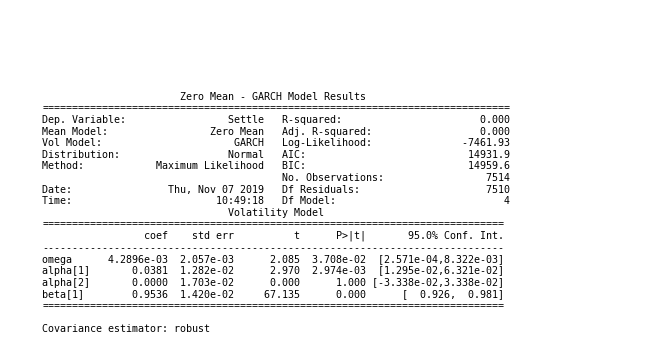 Zero Mean - GARCH Model Results
==============================================================================
Dep. Variable:                 Settle   R-squared:                       0.000
Mean Model:                 Zero Mean   Adj. R-squared:                  0.000
Vol Model:                      GARCH   Log-Likelihood:               -7461.93
Distribution:                  Normal   AIC:                           14931.9
Method:            Maximum Likelihood   BIC:                           14959.6
                                        No. Observations:                 7514
Date:                Thu, Nov 07 2019   Df Residuals:                     7510
Time:                        10:49:18   Df Model:                            4
                               Volatility Model
=============================================================================
                 coef    std err          t      P>|t|       95.0% Conf. Int.
-----------------------------------------------------------------------------
omega      4.2896e-03  2.057e-03      2.085  3.708e-02  [2.571e-04,8.322e-03]
alpha[1]       0.0381  1.282e-02      2.970  2.974e-03  [1.295e-02,6.321e-02]
alpha[2]       0.0000  1.703e-02      0.000      1.000 [-3.338e-02,3.338e-02]
beta[1]        0.9536  1.420e-02     67.135      0.000      [  0.926,  0.981]
=============================================================================
Covariance estimator: robust